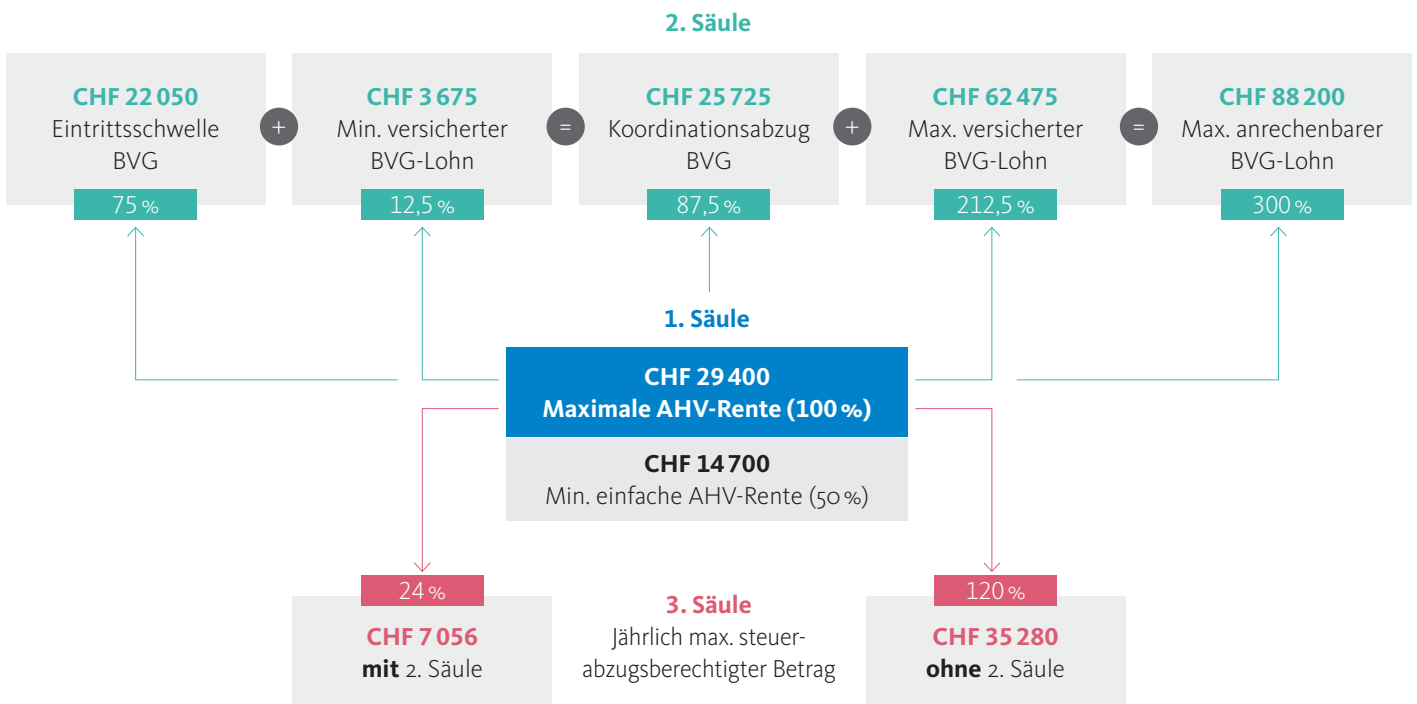 2. Säule
CHF 22 050
Eintrittsschwelle
BVG
75 %
+
CHF 3 675
Min. versicherter
BVG-Lohn
12,5 %
=
CHF 25 725
Koordinationsabzug
BVG
87,5 %
+
CHF 62 475
Max. versicherter
BVG-Lohn
212,5 %
=
CHF 88 200
Max. anrechenbarer
BVG-Lohn
300 %
1. Säule
CHF 29 400
Maximale AHV-Rente (100 %)
CHF 14 700
Min. einfache AHV-Rente (50 %)
24 %
CHF 7 056
mit 2. Säule
3. Säule
Jährlich max. steuer-
abzugsberechtigter Betrag
120 %
CHF 35 280
ohne 2. Säule